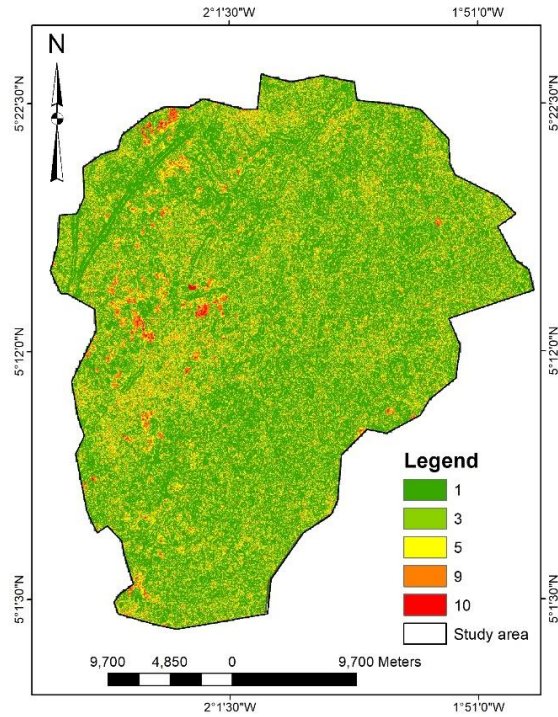 2°1'30"W 1°51'0"W
N
5°22'30"N 5°22'30"N
5°12'0"N 5°12'0"N
Legend
1
3
5
9
10
Study area
5°1'30"N 5°1'30"N
9,700 4,850 0 9,700 Meters
2°1'30"W 1°51'0"W